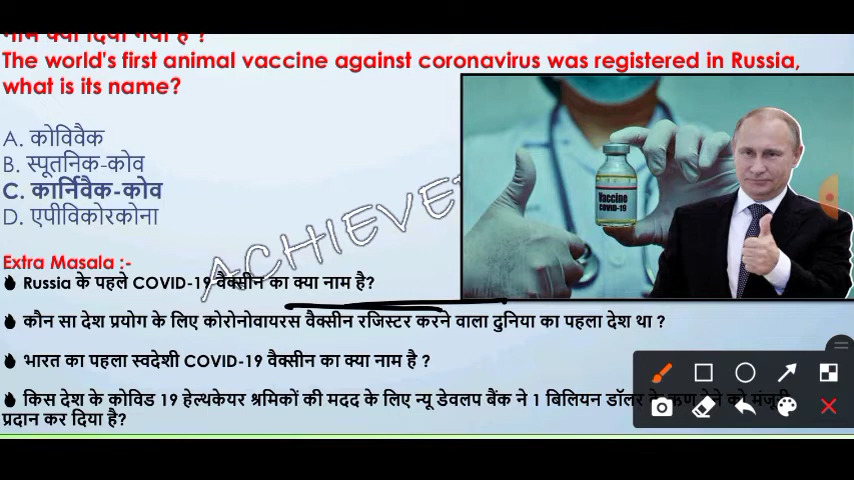 नाम क्या दिया गया है ?
The world's first animal vaccine against coronavirus was registered in Russia,
what is its name?
A. कोविवैक
B. स्पूतनिक-कोव
C. कार्निवैक-कोव
D. एपीविकोरकोना
Vaccine
COVID-19
ACHIEVE
Extra Masala :-
Russia के पहले COVID-19 वैक्सीन का क्या नाम है?
कौन सा देश प्रयोग के लिए कोरोनोवायरस वैक्सीन रजिस्टर करने वाला दुनिया का पहला देश था ?
भारत का पहला स्वदेशी COVID-19 वैक्सीन का क्या नाम है ?
किस देश के कोविड 19 हेल्थकेयर श्रमिकों की मदद के लिए न्यू डेवलप बैंक ने 1 बिलियन डॉलर के ऋण देने को मंजूरी
प्रदान कर दिया है?